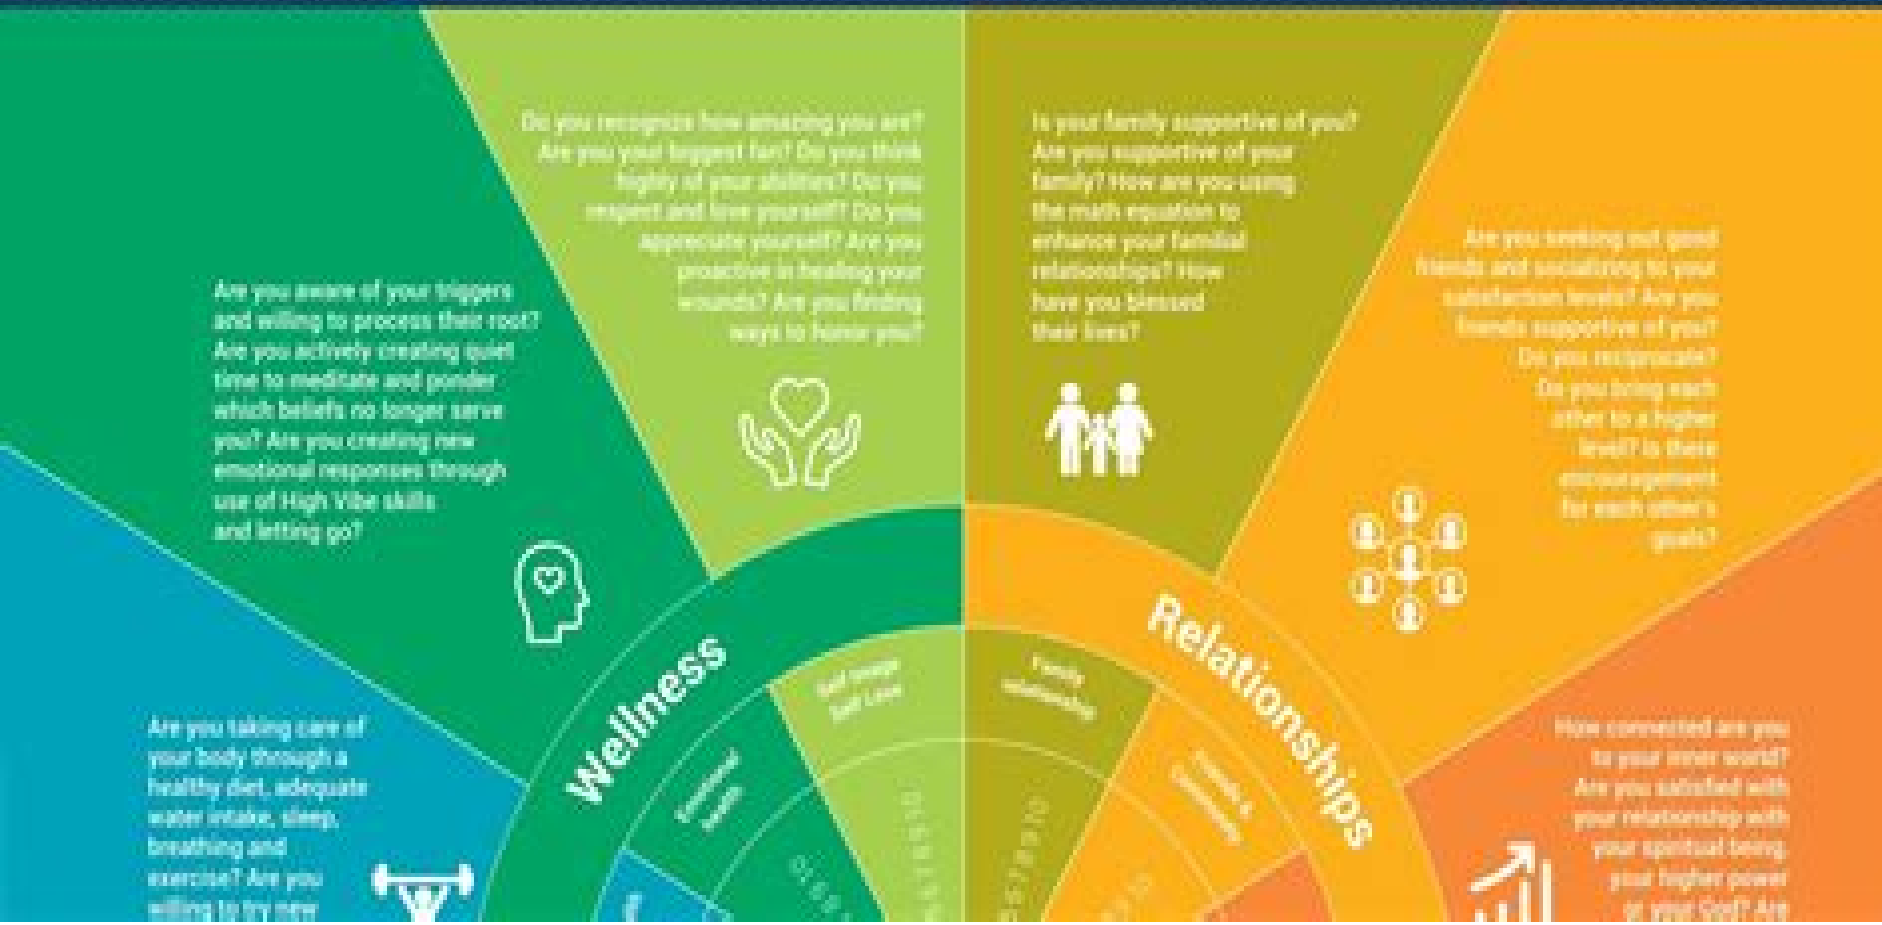 Do you recognize how amazing you are?
Are you your biggest fan? Do you think
highly of your abilities? Do you
respect and love yourself? Do you
appreciate yourself? Are you
proactive in healing your
wounds? Are you finding
ways to honor you?
Is your family supportive of you?
Are you supportive of your
family? How are you using
the math equation to
enhance your familial
relationships? How
have you blessed
their lives?
Are you seeking out good
friends and socializing to your
satisfaction levels? Are you
friends supportive of you?
Do you reciprocate?
Do you bring each
other to a higher
level? Is there
encouragement
for each other's
goals?
Are you aware of your triggers
and willing to process their root?
Are you actively creating quiet
time to meditate and ponder
which beliefs no longer serve
you? Are you creating new
emotional responses through
use of High Vibe skills
and letting go?
Wellness
Relationships
Self Image
Self Love
Family
relationship
Emotional
health
Friends &
Community
Are you taking care of
your body through a
healthy diet, adequate
water intake, sleep,
breathing and
exercise? Are you
willing to try new
How connected are you
to your inner world?
Are you satisfied with
your relationship with
your spiritual being,
your higher power
or your God? Are